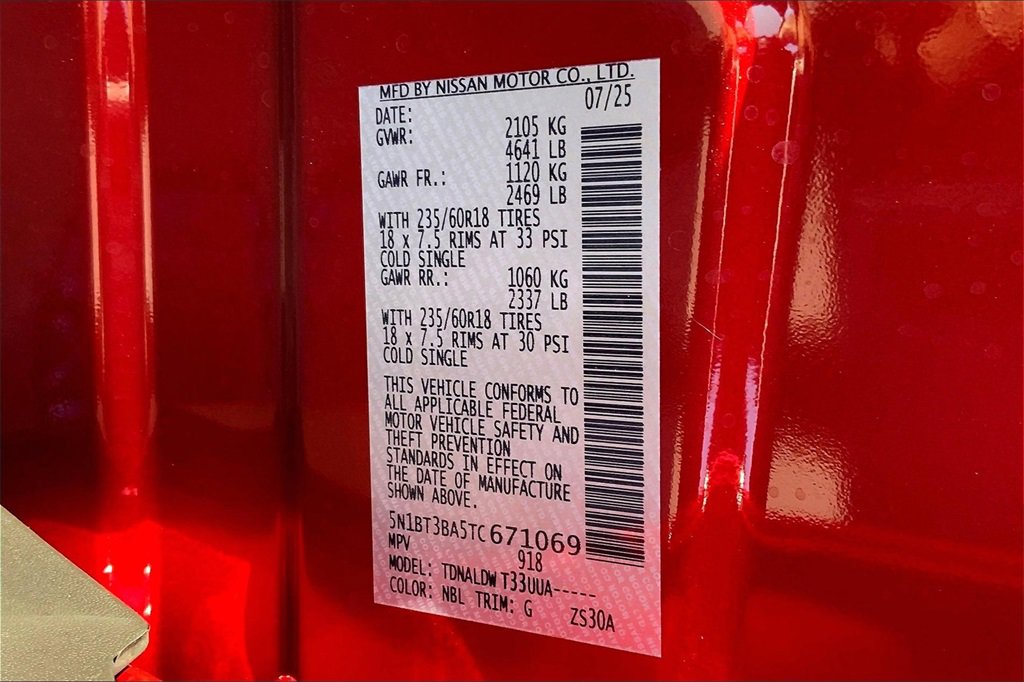 MFD BY NISSAN MOTOR CO., LTD.
DATE: 07/25
GVWR: 2105 KG
4641 LB
GAWR FR.: 1120 KG
2469 LB
WITH 235/60R18 TIRES
18 x 7.5 RIMS AT 33 PSI
COLD SINGLE
GAWR RR.: 1060 KG
2337 LB
WITH 235/60R18 TIRES
18 x 7.5 RIMS AT 30 PSI
COLD SINGLE
THIS VEHICLE CONFORMS TO
ALL APPLICABLE FEDERAL
MOTOR VEHICLE SAFETY AND
THEFT PREVENTION
STANDARDS IN EFFECT ON
THE DATE OF MANUFACTURE
SHOWN ABOVE.
5N1BT3BA5TC671069
MPV 918
MODEL: TDNALDWT33UUA-----
COLOR: NBL TRIM: G ZS30A